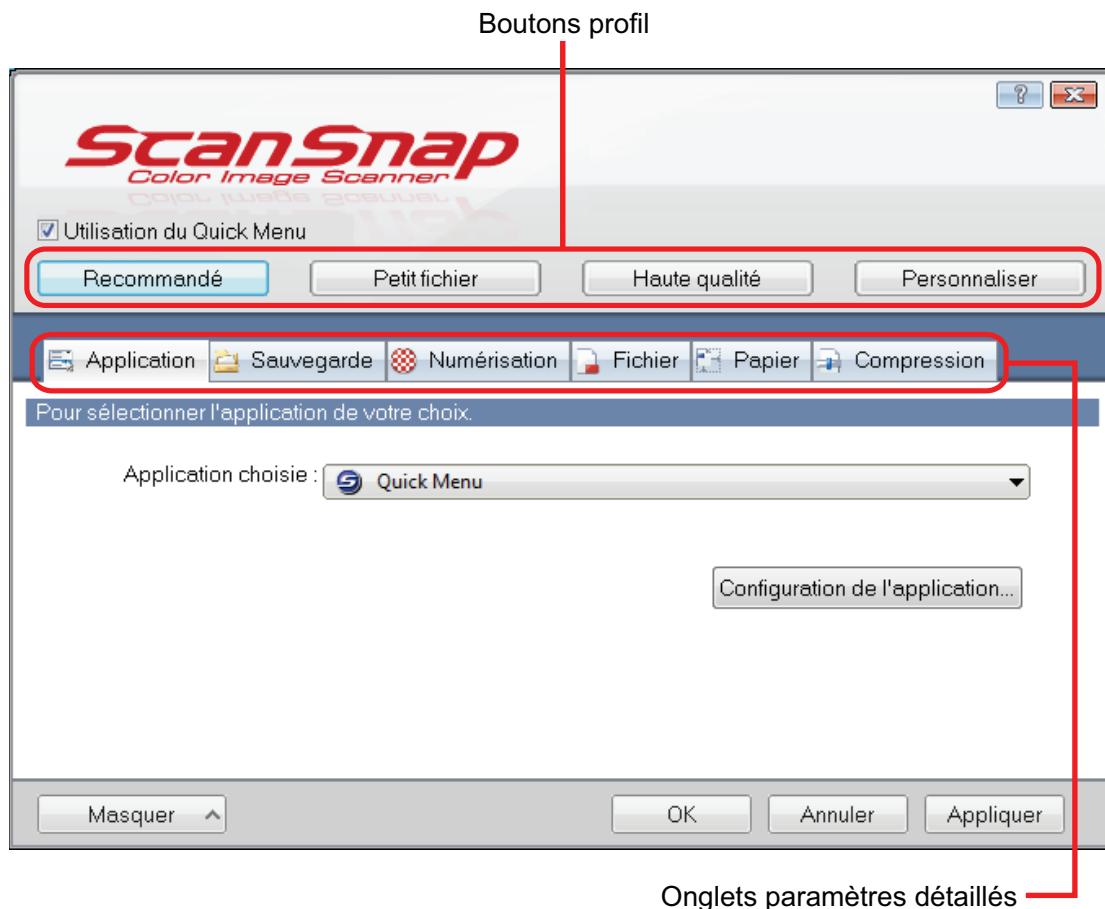 Boutons profil
?
ScanSnap
Color Image Scanner
Utilisation du Quick Menu
Recommandé Petit fichier Haute qualité Personnaliser
Application Sauvegarde Numérisation Fichier Papier Compression
Pour sélectionner l'application de votre choix.
Application choisie : Quick Menu
Configuration de l'application...
Masquer OK Annuler Appliquer
Onglets paramètres détaillés